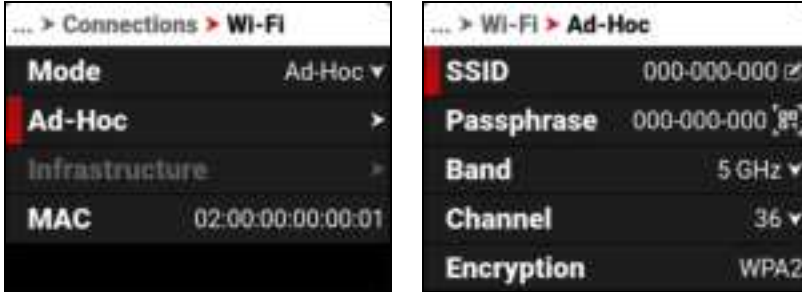 ... > Connections > Wi-Fi
Mode Ad-Hoc
Ad-Hoc
Infrastructure
MAC 02:00:00:00:00:01
... > Wi-Fi > Ad-Hoc
SSID 000-000-000
Passphrase 000-000-000
Band 5 GHz
Channel 36
Encryption WPA2